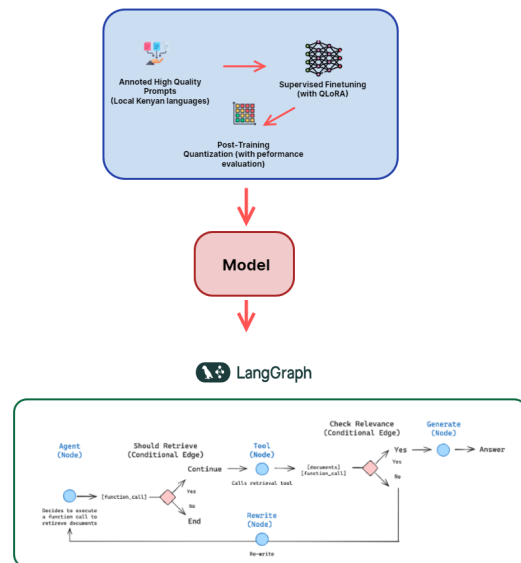 Annoted High Quality
Prompts
(Local Kenyan languages)
Supervised Finetuning
(with QLoRA)
Post-Training
Quantization (with peformance
evaluation)
Model
LangGraph
Agent
(Node)
Should Retrieve
(Conditional Edge)
Tool
(Node)
Check Relevance
(Conditional Edge)
Generate
(Node)
Continue
Yes
Answer
[function_call]
Yes
No
End
Calls retrieval tool
[documents]
[function_call]
Yes
No
Decides to execute
a function call to
retireve documents
Rewrite
(Node)
Re-write